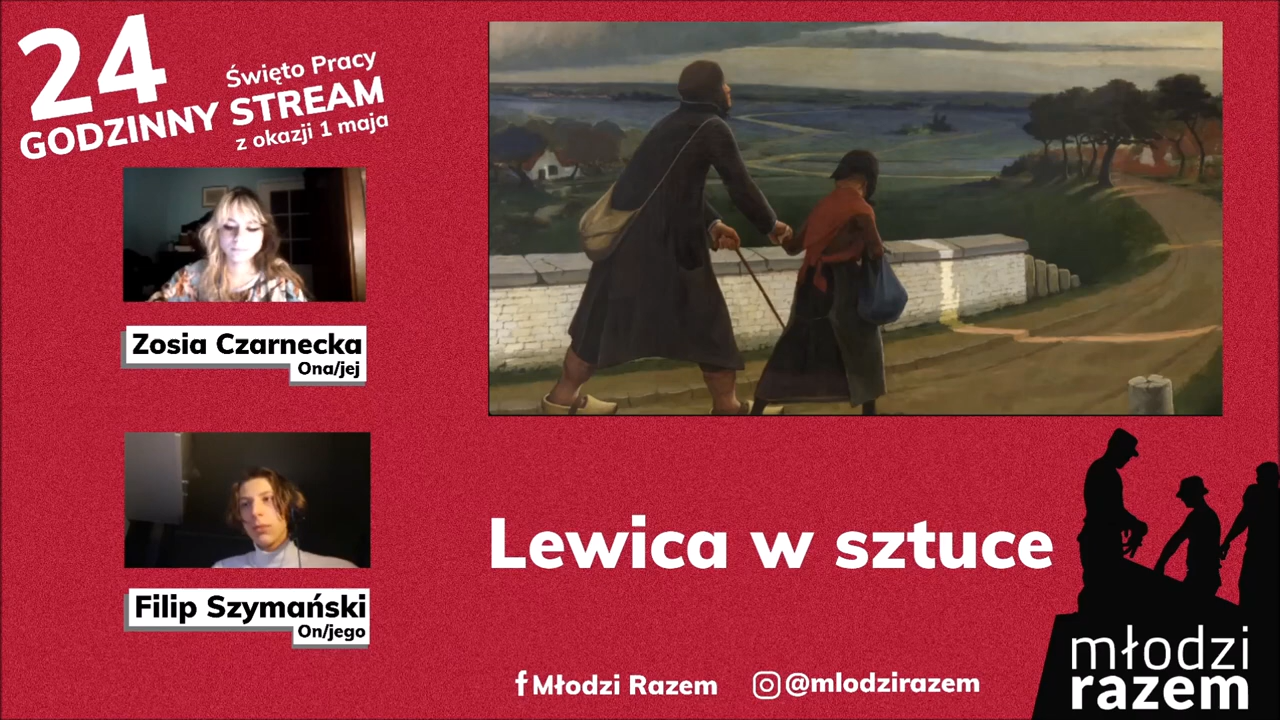 24
Święto Pracy
GODZINNY STREAM
z okazji 1 maja
Zosia Czarnecka
Ona/jej
Filip Szymański
On/jego
Lewica w sztuce
Młodzi Razem
@mlodzirazem
młodzi
razem